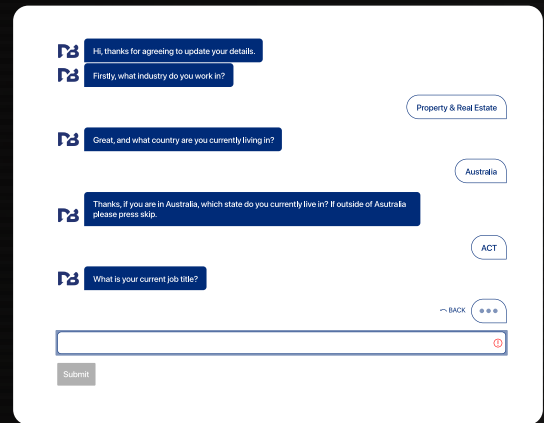 Hi, thanks for agreeing to update your details.
Firstly, what industry do you work in?
Property & Real Estate
Great, and what country are you currently living in?
Australia
Thanks, if you are in Australia, which state do you currently live in? If outside of Asutralia
please press skip.
ACT
What is your current job title?
BACK
Submit